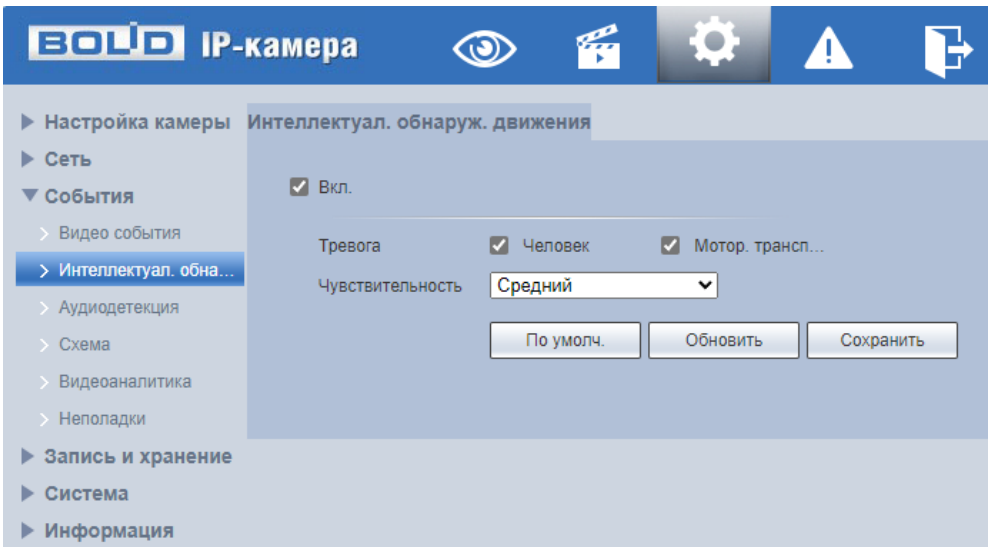 BOLID IP-камера
Настройка камеры
Сеть
События
Видео события
Интеллектуал. обна...
Аудиодетекция
Схема
Видеоаналитика
Неполадки
Запись и хранение
Система
Информация
Интеллектуал. обнаруж. движения
Вкл.
Тревога Человек Мотор. трансп...
Чувствительность Средний
По умолч. Обновить Сохранить